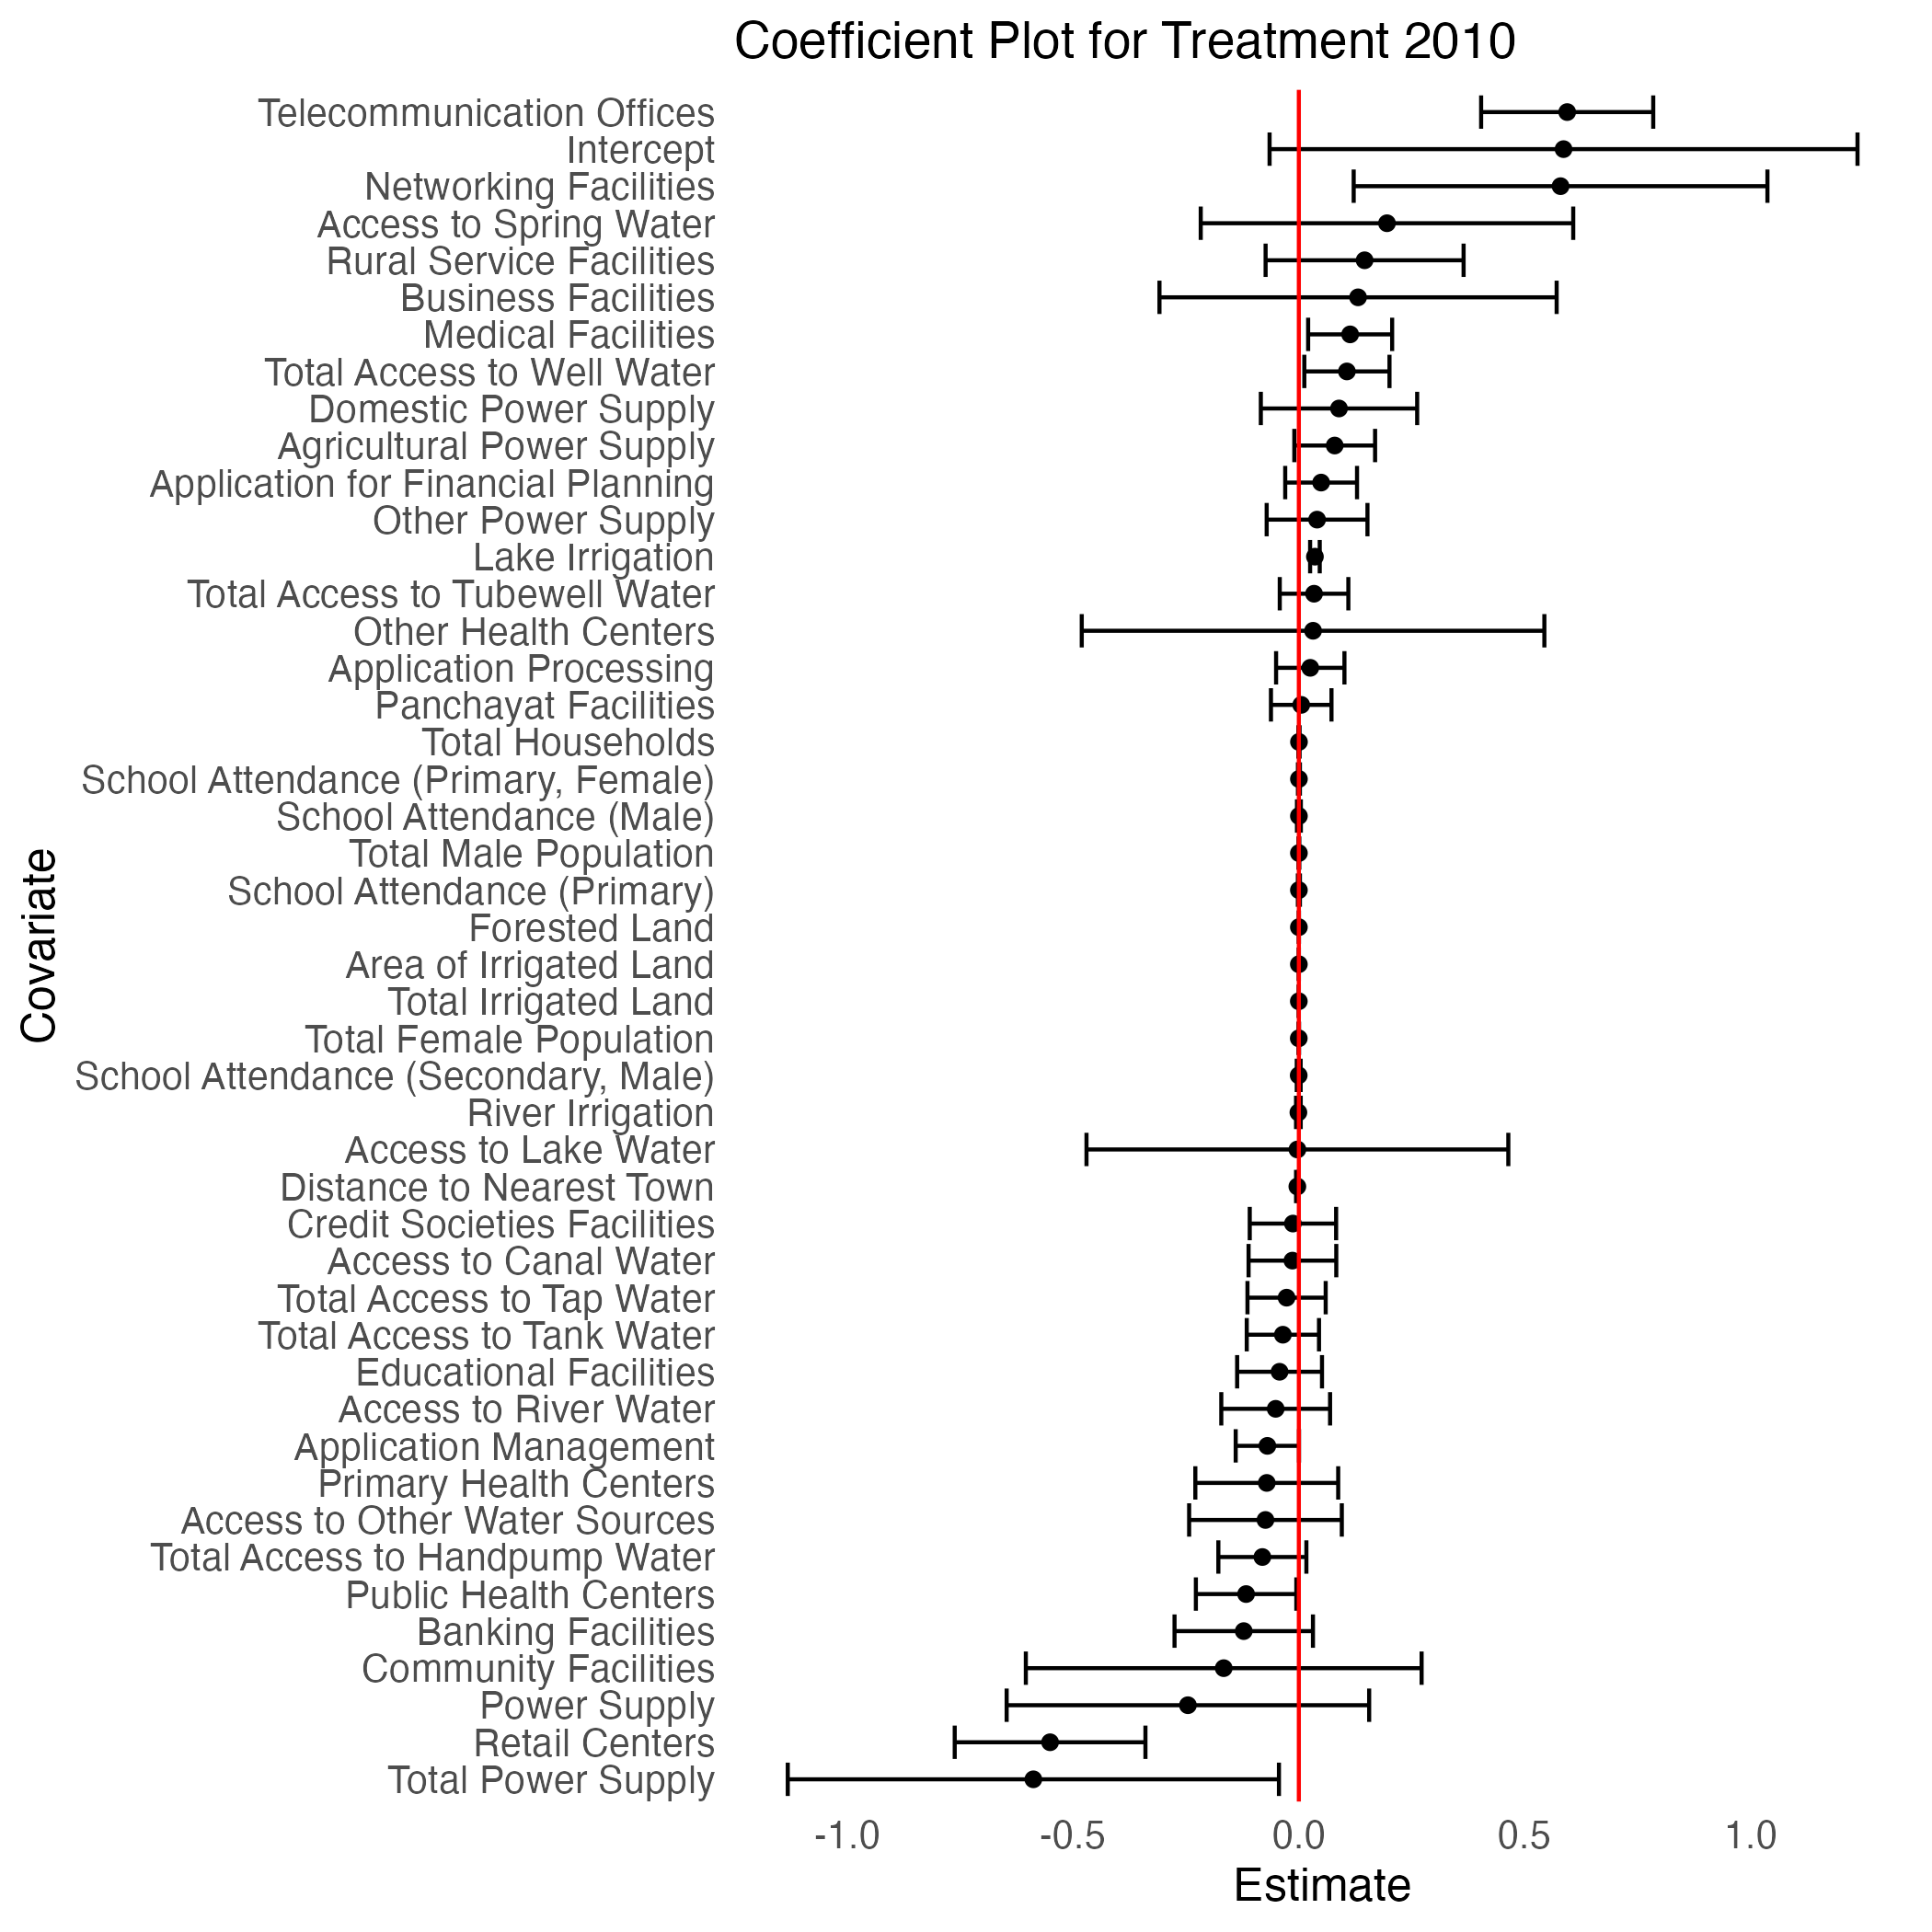 Coefficient Plot for Treatment 2010
Telecommunication Offices
Intercept
Networking Facilities
Access to Spring Water
Rural Service Facilities
Business Facilities
Medical Facilities
Total Access to Well Water
Domestic Power Supply
Agricultural Power Supply
Application for Financial Planning
Other Power Supply
Lake Irrigation
Total Access to Tubewell Water
Other Health Centers
Application Processing
Panchayat Facilities
Total Households
School Attendance (Primary, Female)
School Attendance (Male)
Total Male Population
School Attendance (Primary)
Forested Land
Area of Irrigated Land
Total Irrigated Land
Total Female Population
School Attendance (Secondary, Male)
River Irrigation
Access to Lake Water
Distance to Nearest Town
Credit Societies Facilities
Access to Canal Water
Total Access to Tap Water
Total Access to Tank Water
Educational Facilities
Access to River Water
Application Management
Primary Health Centers
Access to Other Water Sources
Total Access to Handpump Water
Public Health Centers
Banking Facilities
Community Facilities
Power Supply
Retail Centers
Total Power Supply
Covariate
-1.0 -0.5 0.0 0.5 1.0
Estimate